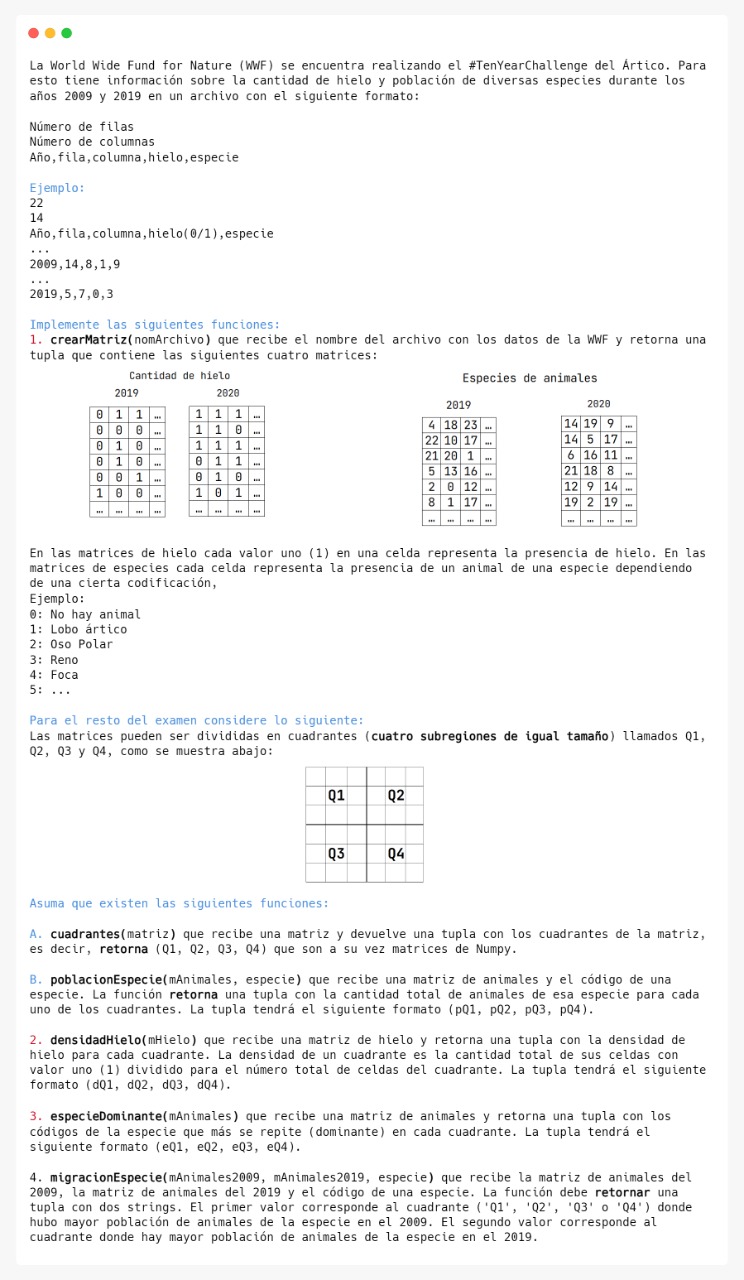 La World Wide Fund for Nature (WWF) se encuentra realizando el #TenYearChallenge del Ártico. Para
esto tiene información sobre la cantidad de hielo y población de diversas especies durante los
años 2009 y 2019 en un archivo con el siguiente formato:
Número de filas
Número de columnas
Año,fila,columna,hielo,especie
Ejemplo:
22
14
Año,fila,columna,hielo(0/1),especie
...
2009,14,8,1,9
...
2019,5,7,0,3
Implemente las siguientes funciones:
1. crearMatriz(nomArchivo) que recibe el nombre del archivo con los datos de la WWF y retorna una
tupla que contiene las siguientes cuatro matrices:
Cantidad de hielo
2019 2020
0 1 1 …
0 0 0 …
0 1 0 …
0 1 0 …
0 0 1 …
1 0 0 …
… … … …
1 1 1 …
1 1 0 …
1 1 1 …
0 1 1 …
0 1 0 …
1 0 1 …
… … … …
Especies de animales
2019 2020
4 18 23 …
22 10 17 …
21 20 1 …
5 13 16 …
2 0 12 …
8 1 17 …
… … … …
14 19 9 …
14 5 17 …
6 16 11 …
21 18 8 …
12 9 14 …
19 2 19 …
… … … …
En las matrices de hielo cada valor uno (1) en una celda representa la presencia de hielo. En las
matrices de especies cada celda representa la presencia de un animal de una especie dependiendo
de una cierta codificación,
Ejemplo:
0: No hay animal
1: Lobo ártico
2: Oso Polar
3: Reno
4: Foca
5: ...
Para el resto del examen considere lo siguiente:
Las matrices pueden ser divididas en cuadrantes (cuatro subregiones de igual tamaño) llamados Q1,
Q2, Q3 y Q4, como se muestra abajo:
Q1 Q2
Q3 Q4
Asuma que existen las siguientes funciones:
A. cuadrantes(matriz) que recibe una matriz y devuelve una tupla con los cuadrantes de la matriz,
es decir, retorna (Q1, Q2, Q3, Q4) que son a su vez matrices de Numpy.
B. poblacionEspecie(mAnimales, especie) que recibe una matriz de animales y el código de una
especie. La función retorna una tupla con la cantidad total de animales de esa especie para cada
uno de los cuadrantes. La tupla tendrá el siguiente formato (pQ1, pQ2, pQ3, pQ4).
2. densidadHielo(mHielo) que recibe una matriz de hielo y retorna una tupla con la densidad de
hielo para cada cuadrante. La densidad de un cuadrante es la cantidad total de sus celdas con
valor uno (1) dividido para el número total de celdas del cuadrante. La tupla tendrá el siguiente
formato (dQ1, dQ2, dQ3, dQ4).
3. especieDominante(mAnimales) que recibe una matriz de animales y retorna una tupla con los
códigos de la especie que más se repite (dominante) en cada cuadrante. La tupla tendrá el
siguiente formato (eQ1, eQ2, eQ3, eQ4).
4. migracionEspecie(mAnimales2009, mAnimales2019, especie) que recibe la matriz de animales del
2009, la matriz de animales del 2019 y el código de una especie. La función debe retornar una
tupla con dos strings. El primer valor corresponde al cuadrante ('Q1', 'Q2', 'Q3' o 'Q4') donde
hubo mayor población de animales de la especie en el 2009. El segundo valor corresponde al
cuadrante donde hay mayor población de animales de la especie en el 2019.